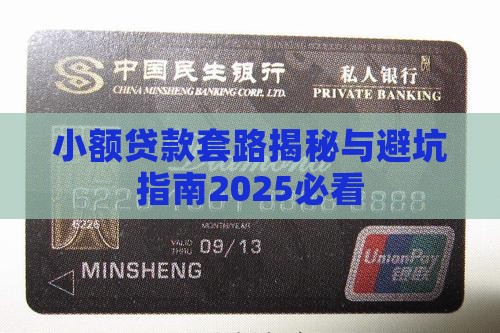 中国民生银行
私人银行
CHINA MINSHENG BANKING CORP., LTD.
PRIVATE BANKING
小额贷款套路揭秘与避坑
指南2025必看
6226
MONTH/YEAR
VALID
THRU
09/13
MINSHENG
UnionPay
银联